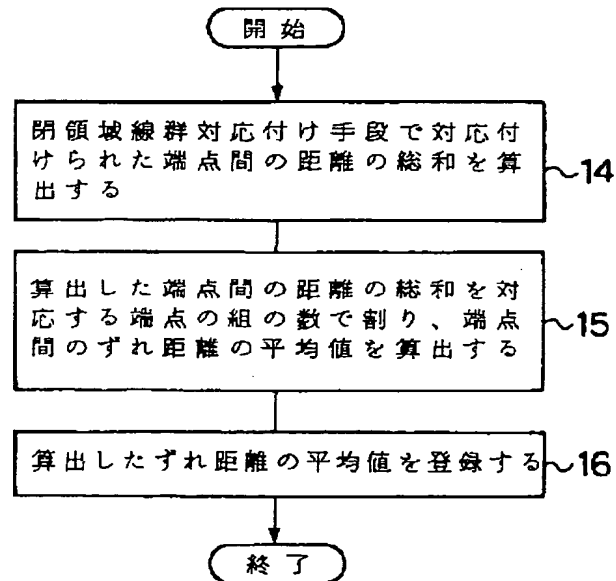 開始
閉領域線群対応付け手段で対応付
けられた端点間の距離の総和を算
出する
14
算出した端点間の距離の総和を対
応する端点の組の数で割り、端点
間のずれ距離の平均値を算出する
15
算出したずれ距離の平均値を登録する
16
終了